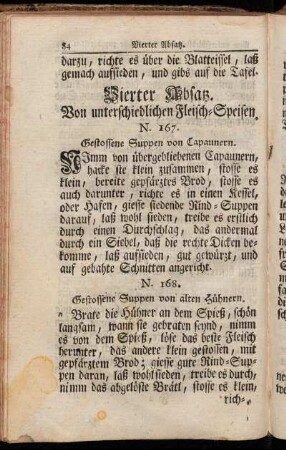 84 Vierter Absatz.
darzu, richte es über die Blatteissel, laß
gemach aufsieden, und gibs auf die Tafel.
Vierter Absatz.
Von unterschiedlichen Fleisch-Speisen.
N. 167.
Gestossene Suppen von Capaunern.
NImm von übergebliebenen Capaunern,
hacke sie klein zusammen, stosse es
klein, bereite gepfärztes Brod, stosse es
auch darunter, richte es in einen Kessel,
oder Hafen, giesse siedende Rind-Suppen
darauf, laß wohl sieden, treibe es erstlich
durch einen Durchschlag, das andermal
durch ein Siebel, daß die rechte Dicken be-
komme, laß aufsieden, gut gewürzt, und
auf gebähte Schnitten angericht.
N. 168.
Gestossene Suppen von alten Hühnern.
Brate die Hühner an dem Spieß, schön
langsam, wann sie gebraten seynd, nimm
es von dem Spieß, löse das beste Fleisch
herunter, das andere klein gestossen, mit
gepfärztem Brod; giesse gute Rind-Sup-
pen daran, laß wohl sieden, treibe es durch,
nimm das abgelöste Brätl, stosse es klein,
rich-